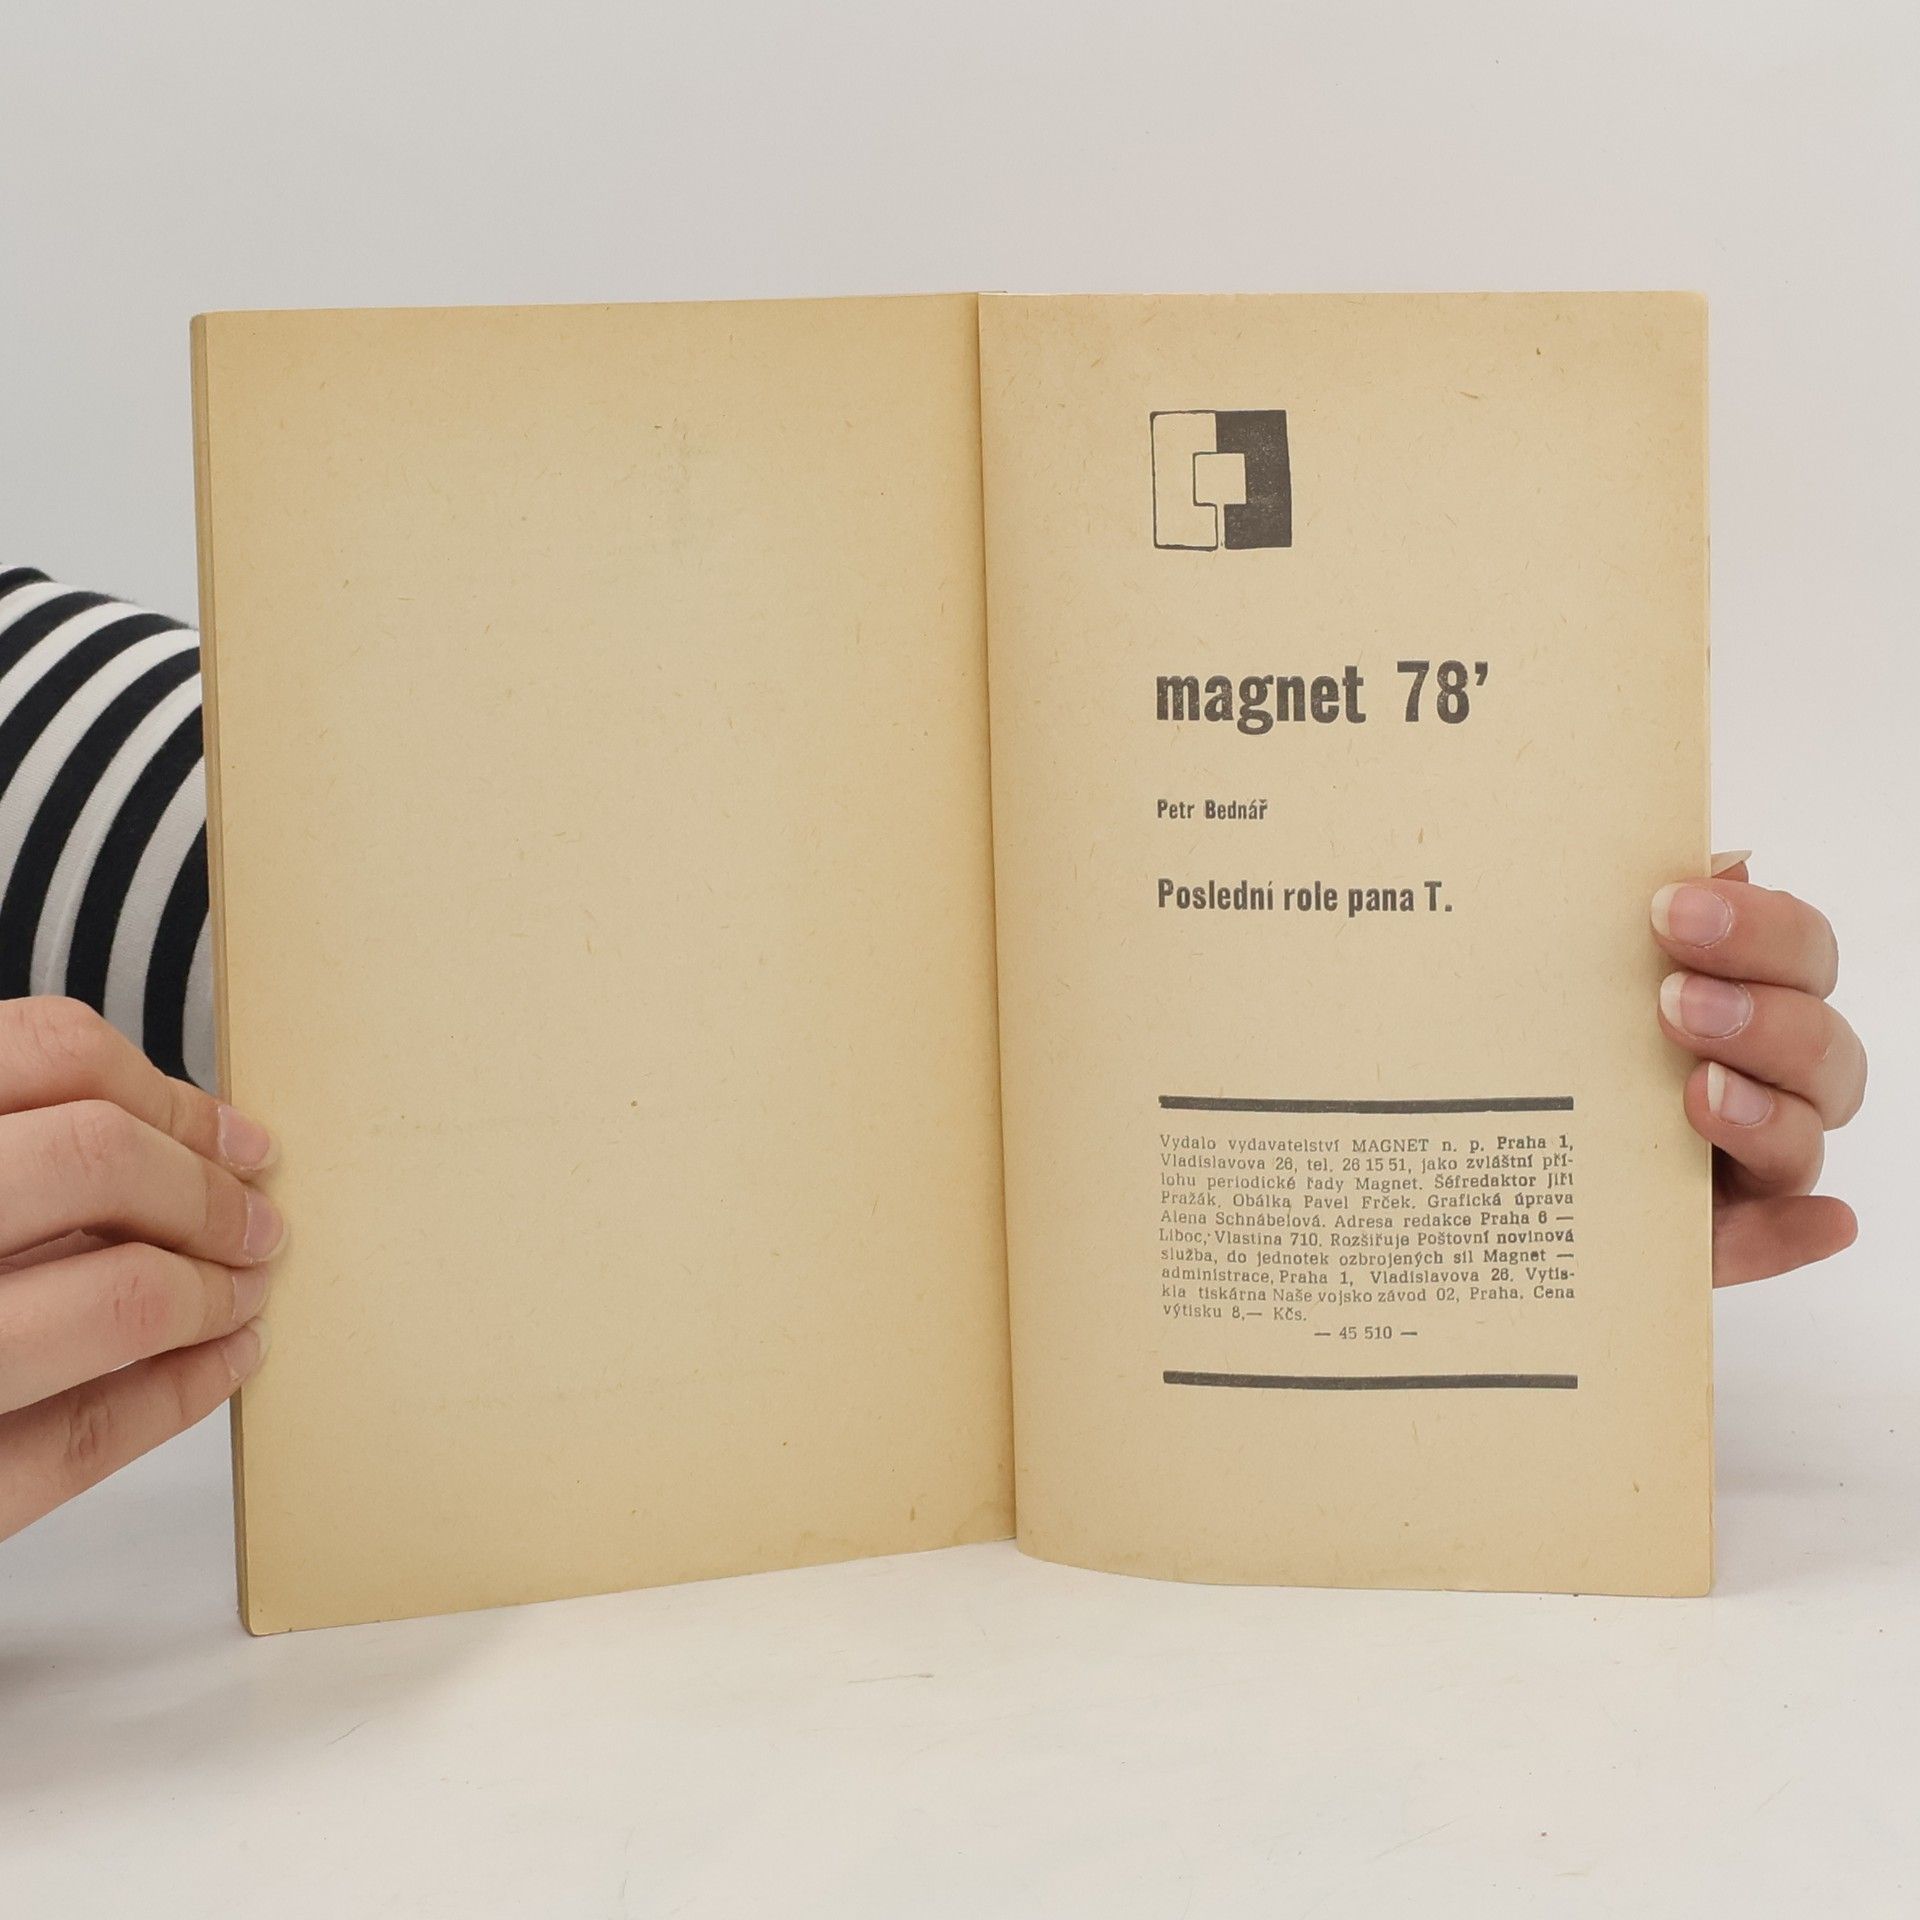 magnet 78’
Petr Bednář
Poslední role pana T.
Vydalo vydavatelství MAGNET n. p. Praha 1,
Vladislavova 26, tel. 26 15 51, jako zvláštní pří-
lohu periodické řady Magnet. Šéfredaktor Jiří
Pražák. Obálka Pavel Frček. Grafická úprava
Alena Schnábelová. Adresa redakce Praha 6 —
Liboc, Vlastina 710. Rozšiřuje Poštovní novinová
služba, do jednotek ozbrojených sil Magnet —
administrace, Praha 1, Vladislavova 26. Vytis-
kla tiskárna Naše vojsko závod 02, Praha. Cena
výtisku 8,— Kčs.
— 45 510 —